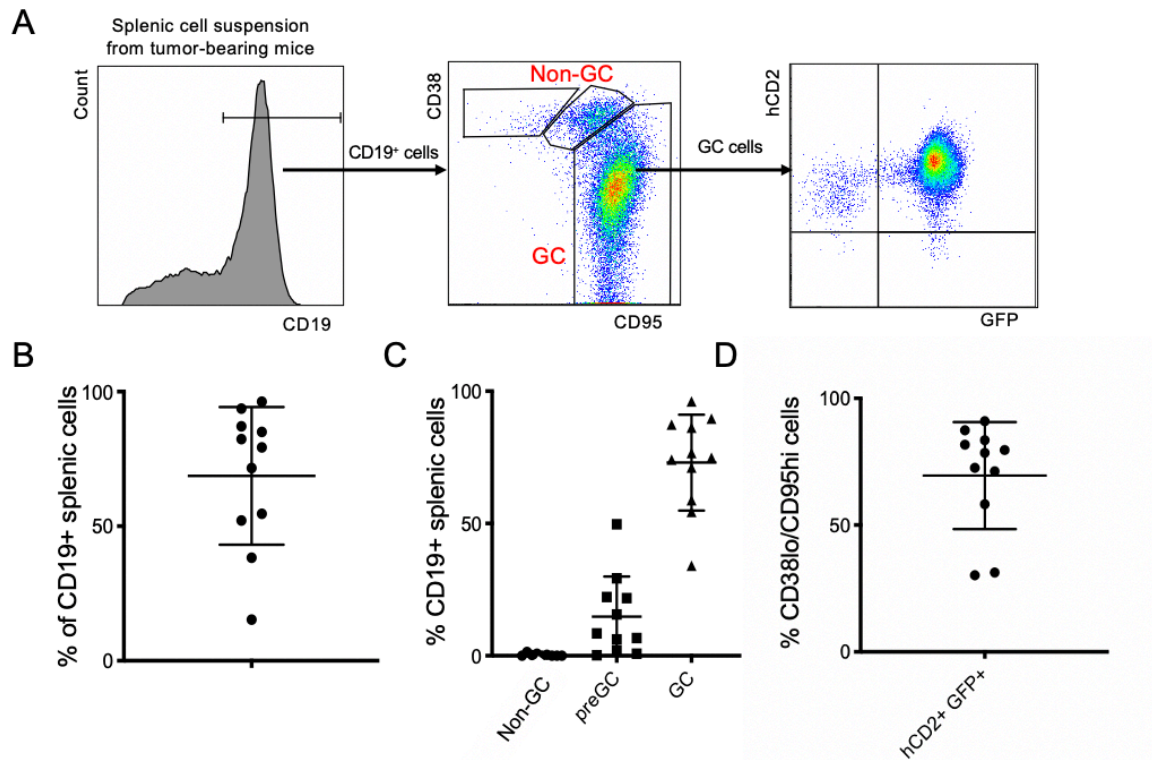 A
Splenic cell suspension
from tumor-bearing mice
Count
CD19
CD19⁺ cells
CD38
Non-GC
GC
CD95
GC cells
hCD2
GFP
B
% of CD19+ splenic cells
100
50
0
C
% CD19+ splenic cells
100
50
0
Non-GC
preGC
GC
D
% CD38lo/CD95hi cells
100
50
0
hCD2+ GFP+